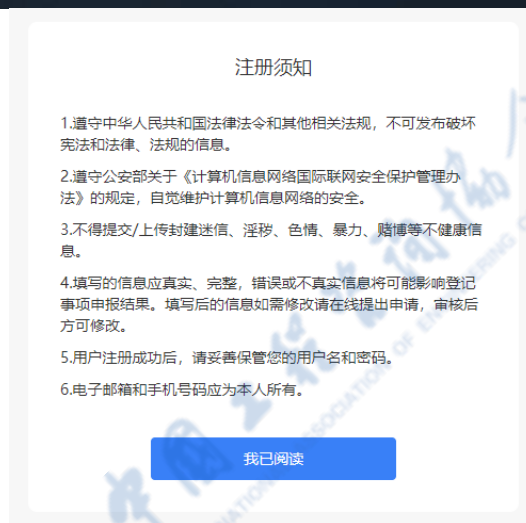 注册须知
1.遵守中华人民共和国法律法令和其他相关法规，不可发布破坏
宪法和法律、法规的信息。
2.遵守公安部关于《计算机信息网络国际联网安全保护管理办
法》的规定，自觉维护计算机信息网络的安全。
3.不得提交/上传封建迷信、淫秽、色情、暴力、赌博等不健康信
息。
4.填写的信息应真实、完整，错误或不真实信息将可能影响登记
事项申报结果。填写后的信息如需修改请在线提出申请，审核后
方可修改。
5.用户注册成功后，请妥善保管您的用户名和密码。
6.电子邮箱和手机号码应为本人所有。
我已阅读